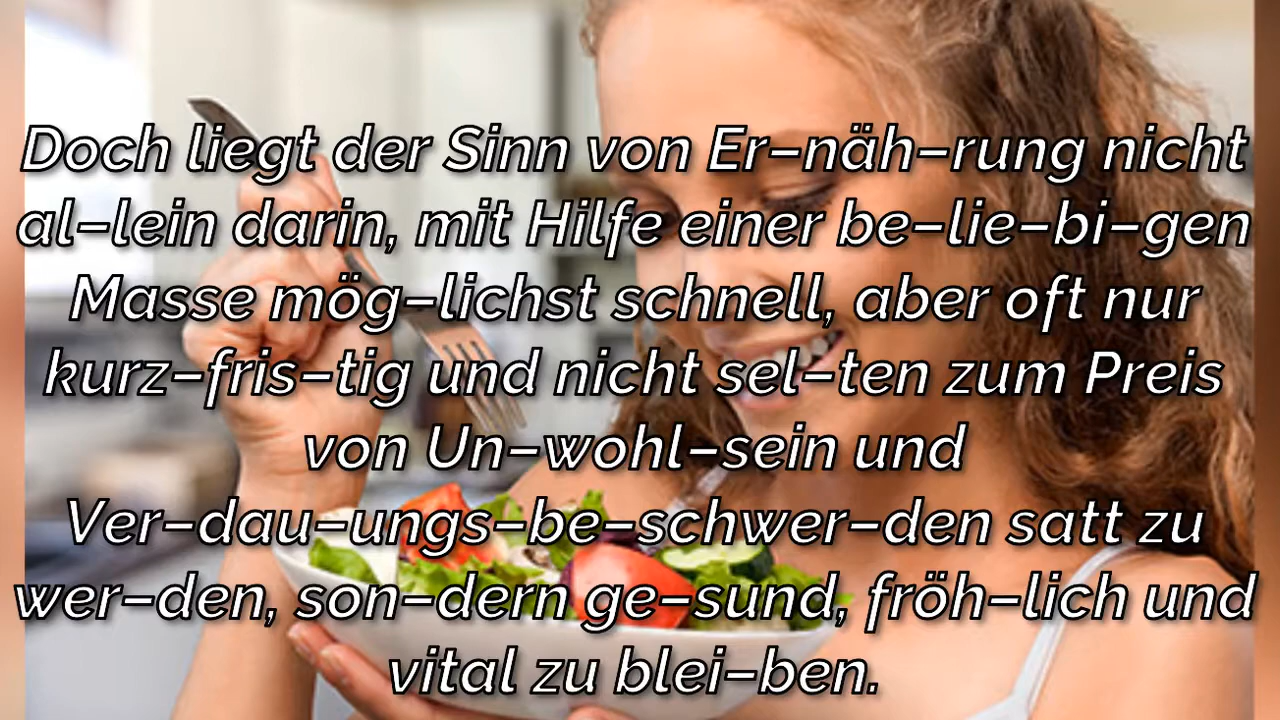 Doch liegt der Sinn von Er–näh–rung nicht
al–lein darin, mit Hilfe einer be–lie–bi–gen
Masse mög–lichst schnell, aber oft nur
kurz–fris–tig und nicht sel–ten zum Preis
von Un–wohl–sein und
Ver–dau–ungs–be–schwer–den satt zu
wer–den, son–dern ge–sund, fröh–lich und
vital zu blei–ben.